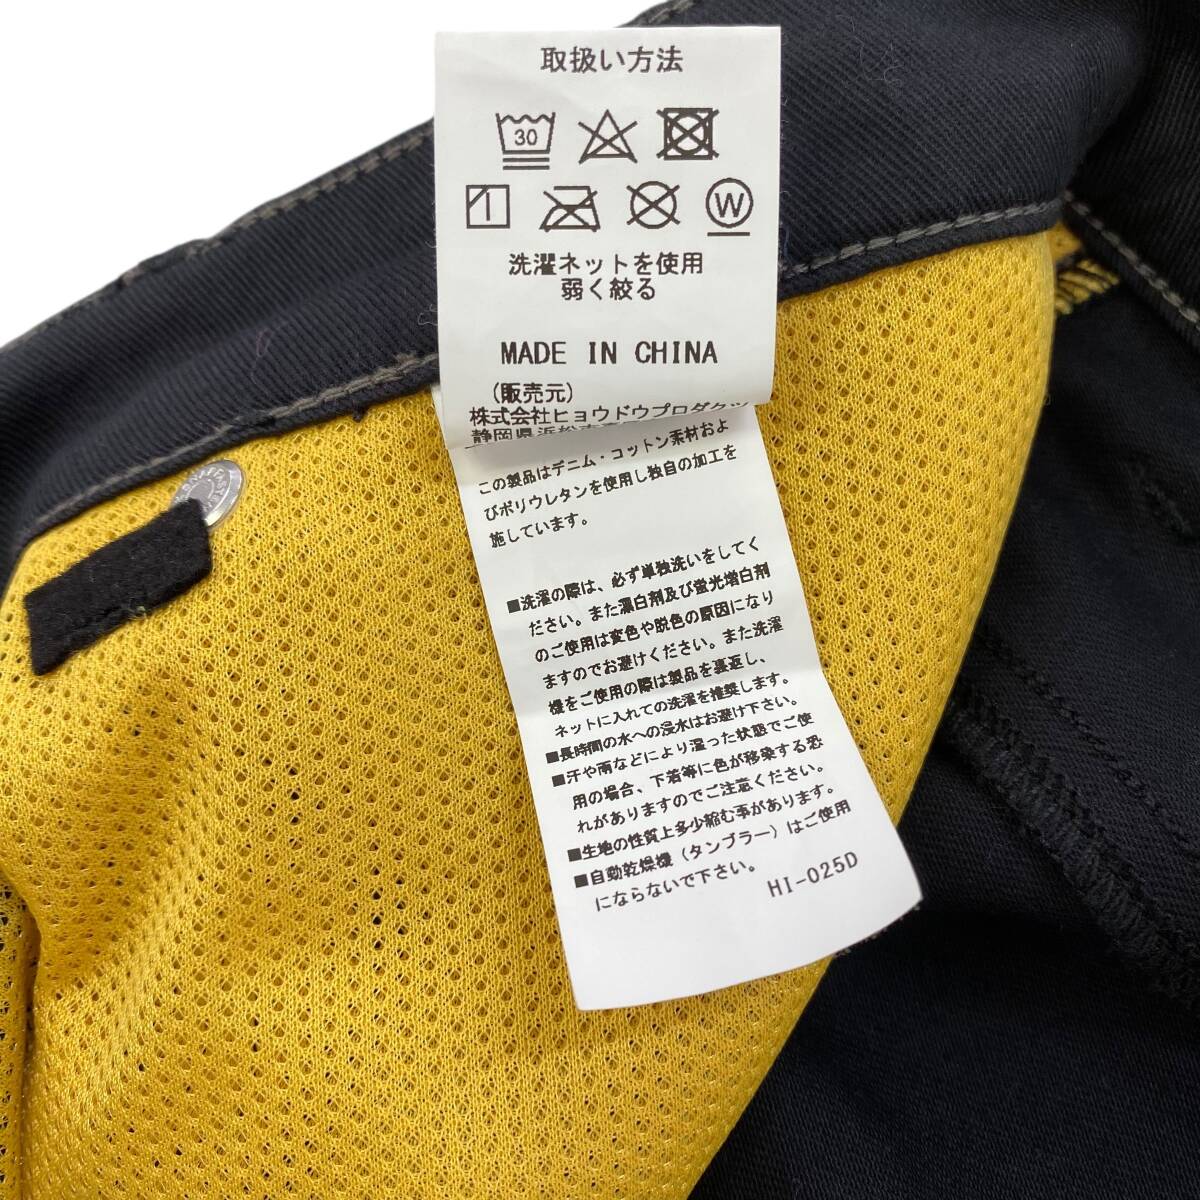 取扱い方法
30
W
洗濯ネットを使用
弱く絞る
MADE IN CHINA
(販売元)
株式会社ヒョウドウプロダクツ
静岡県浜松市
この製品はデニム・コットン素材およ
びポリウレタンを使用し独自の加工を
施しています。
■洗濯の際は、必ず単独洗いをしてく
ださい。また漂白剤及び蛍光増白剤
のご使用は変色や脱色の原因になり
ますのでお避けください。また洗濯
機をご使用の際は製品を裏返し、
ネットに入れての洗濯を推奨します。
■長時間の水への浸水はお避け下さい。
■汗や雨などにより湿った状態でご使
用の場合、下着等に色が移染する恐
れがありますのでご注意ください。
■生地の性質上多少縮む事があります。
■自動乾燥機(タンブラー)はご使用
にならないで下さい。
HI-025D